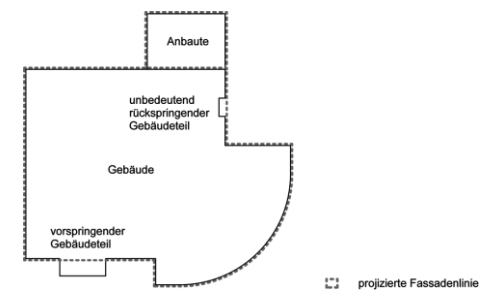 Anbaute
unbedeutend
rückspringender
Gebäudeteil
Gebäude
vorspringender
Gebäudeteil
projizierte Fassadenlinie